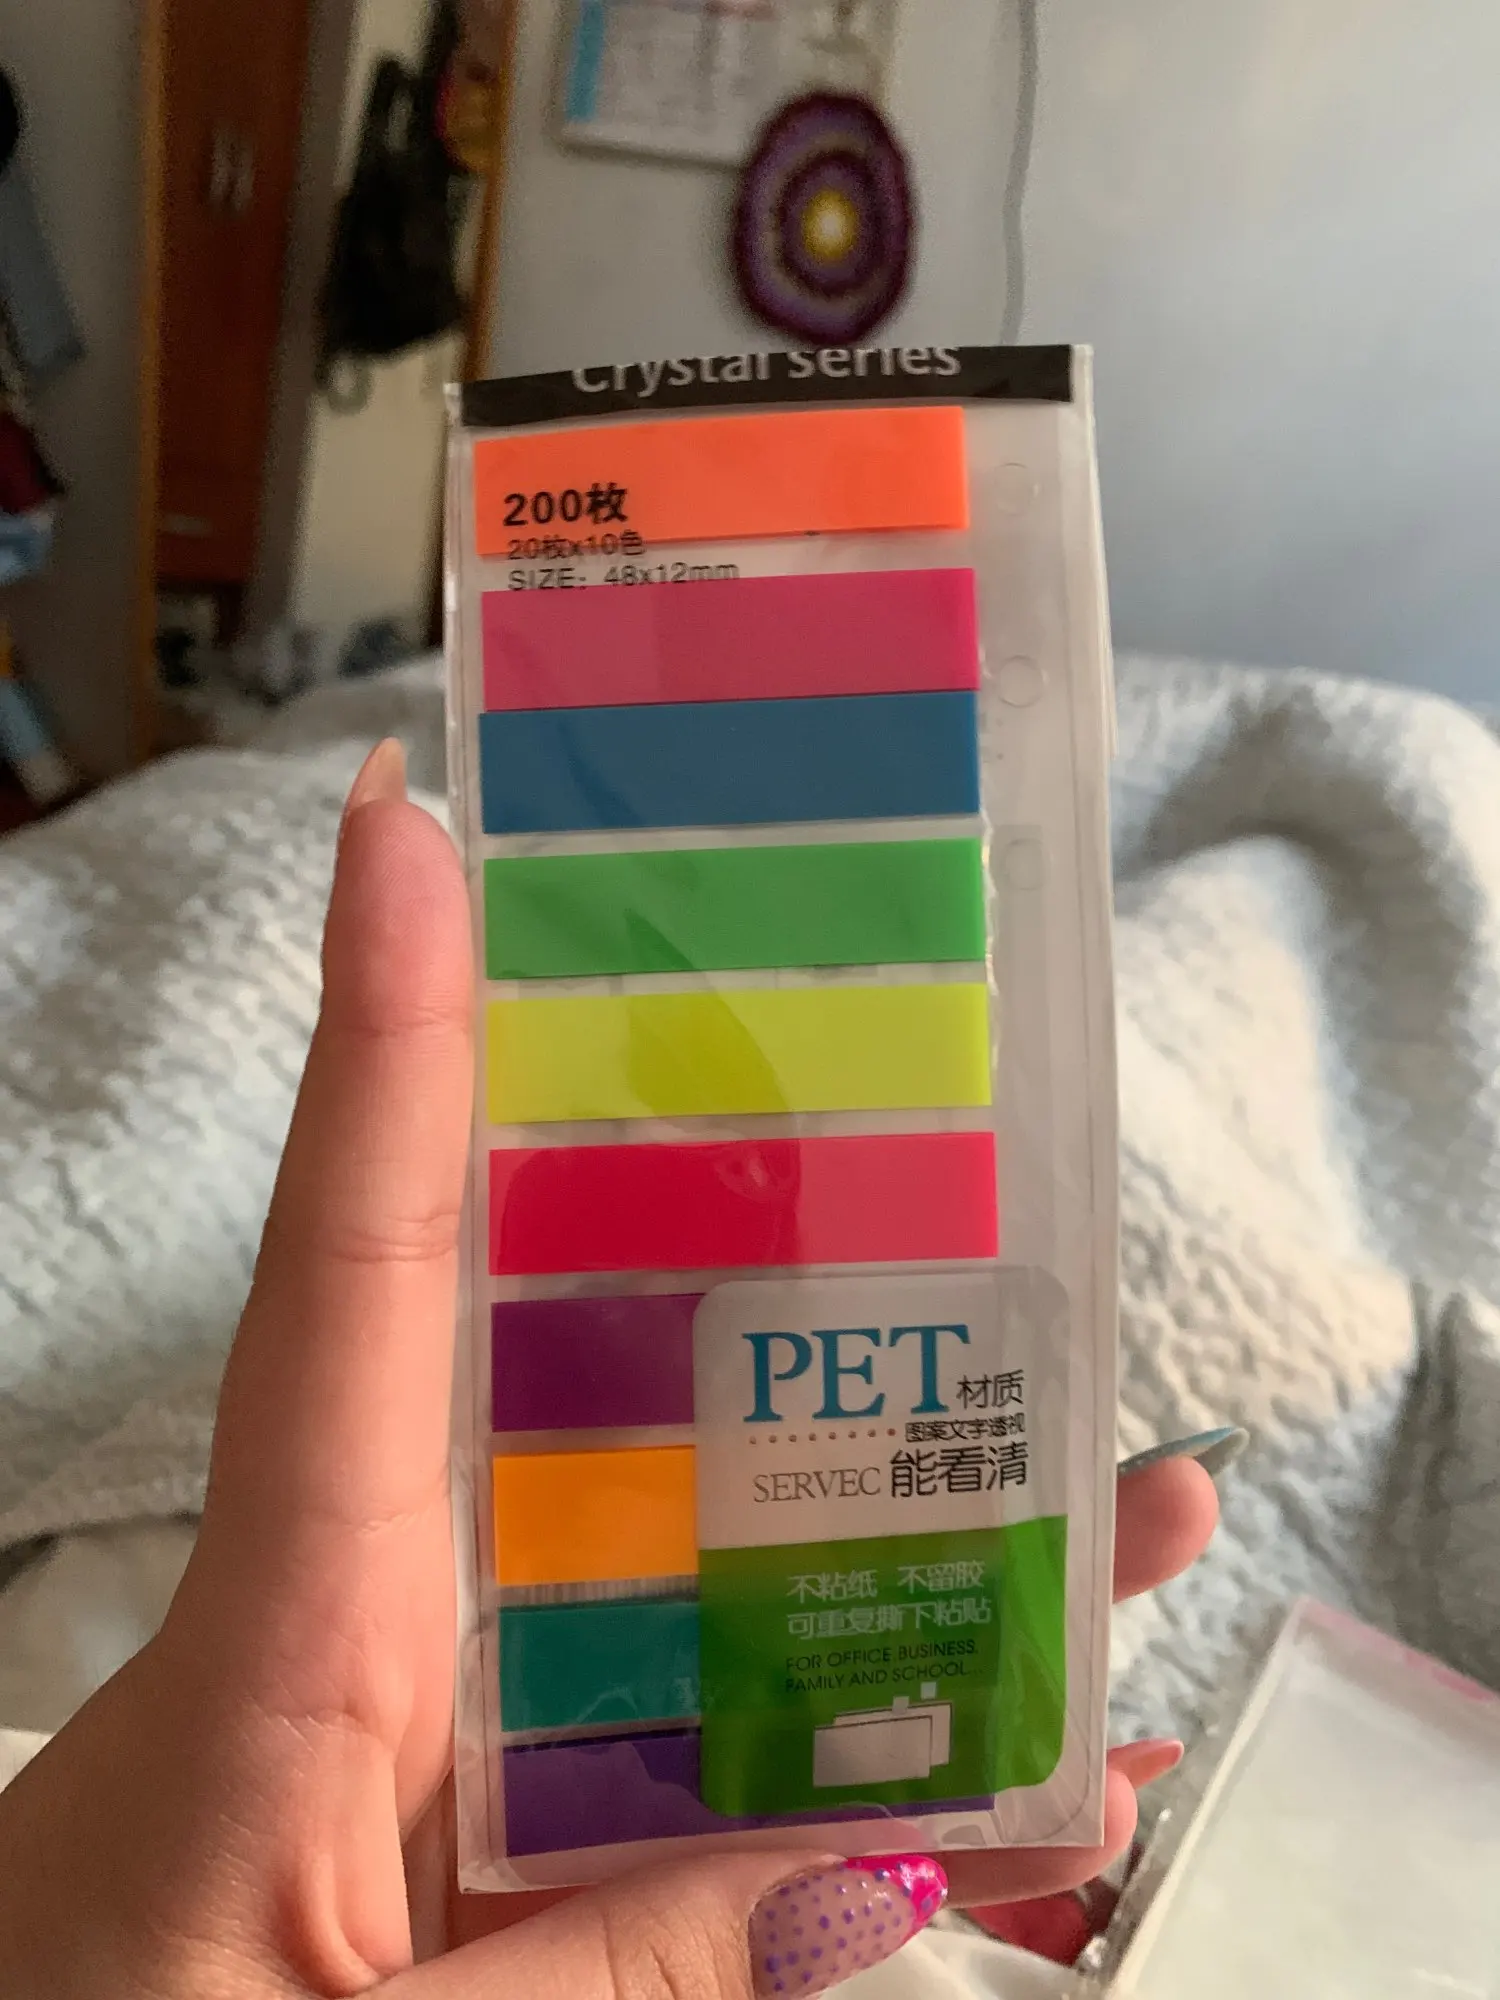 Crystal series
200枚
20枚x10色
SIZE: 48x12mm
PET材质
图案文字透视
SERVEC 能看清
不粘纸 不留胶
可重复撕下粘贴
FOR OFFICE, BUSINESS,
FAMILY AND SCHOOL...